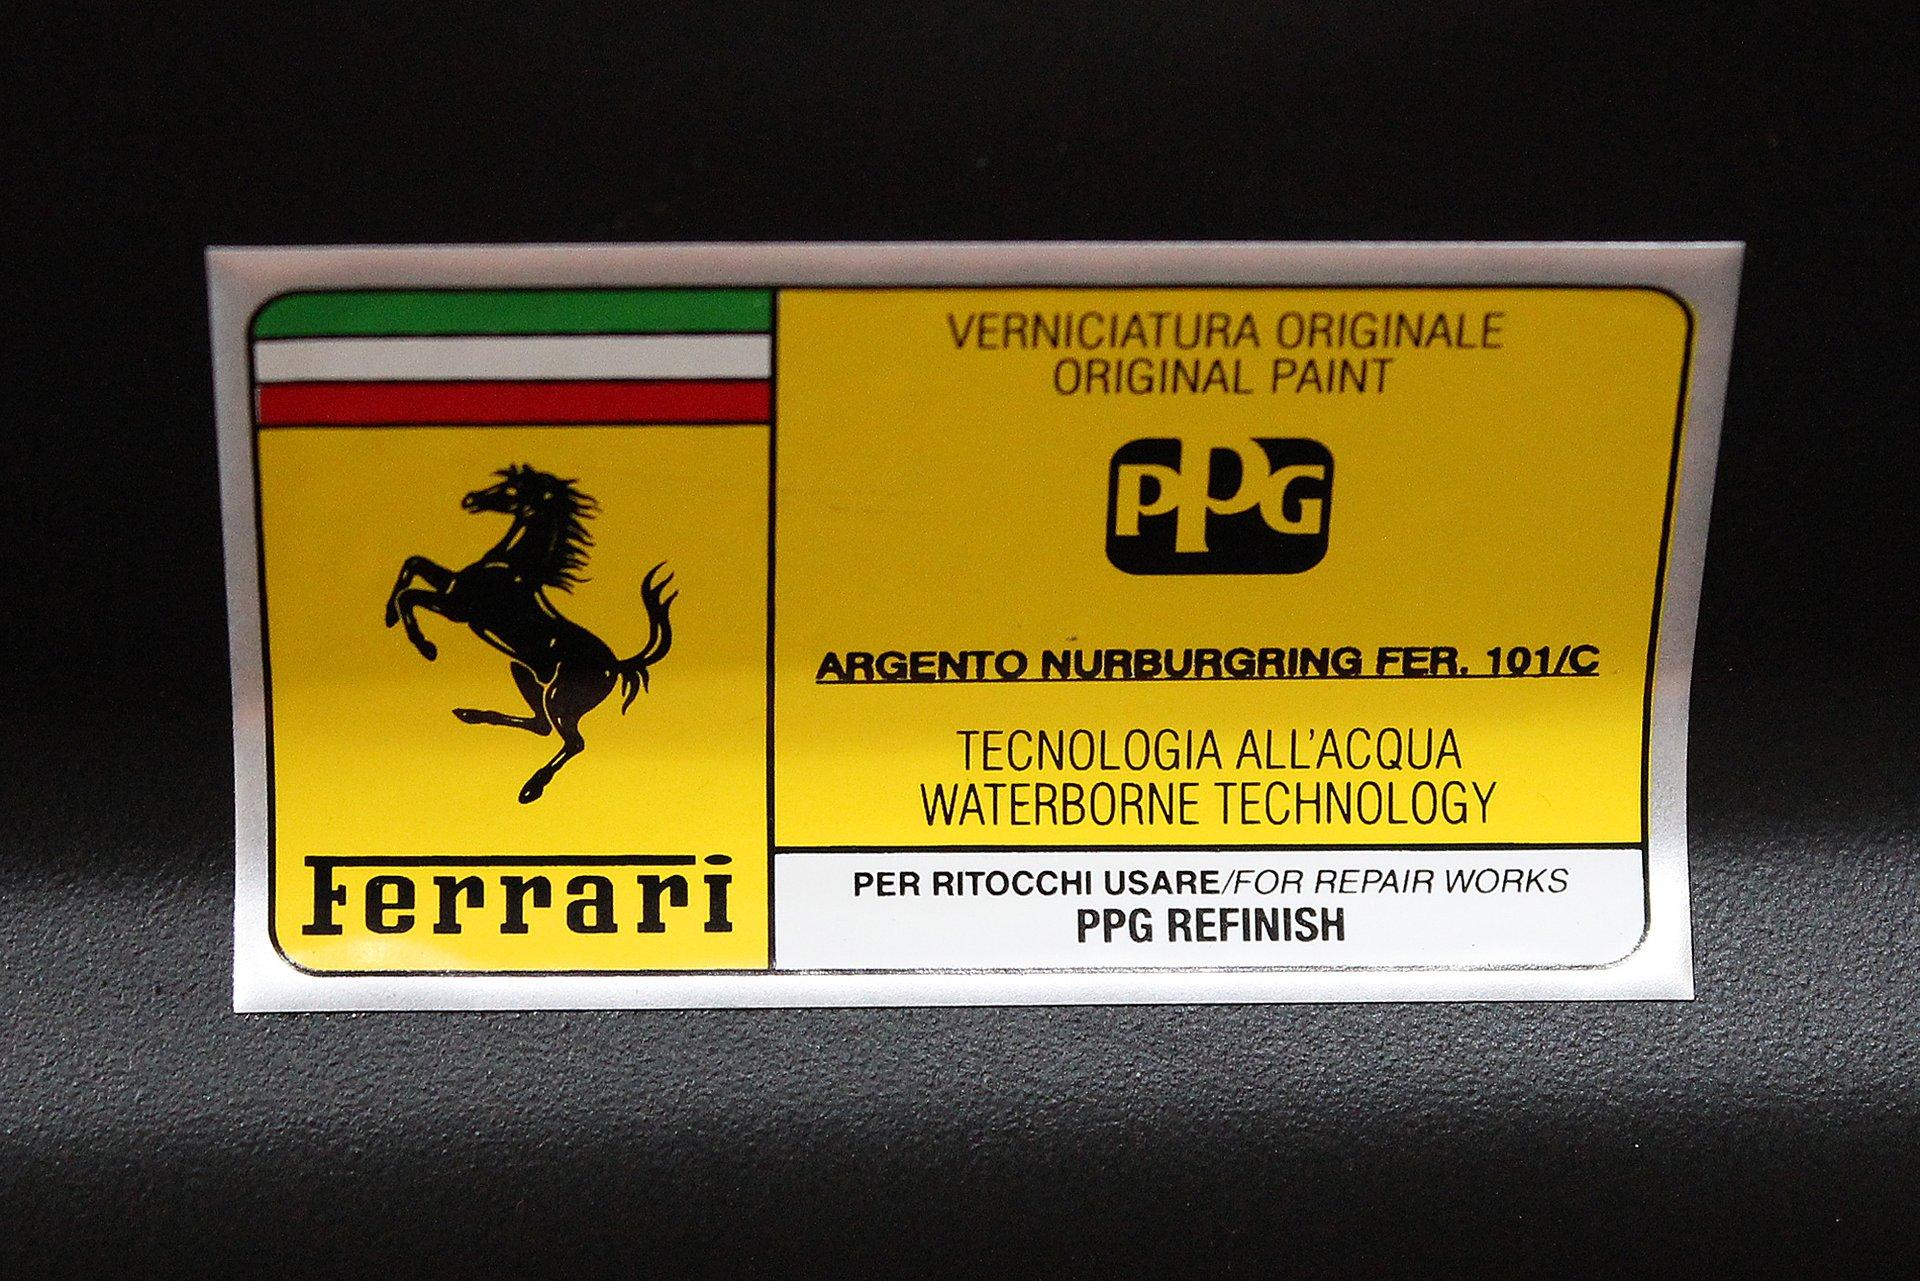 Ferrari
VERNICIATURA ORIGINALE
ORIGINAL PAINT
PPG
ARGENTO NURBURGRING FER. 101/C
TECNOLOGIA ALL'ACQUA
WATERBORNE TECHNOLOGY
PER RITOCCHI USARE/FOR REPAIR WORKS
PPG REFINISH